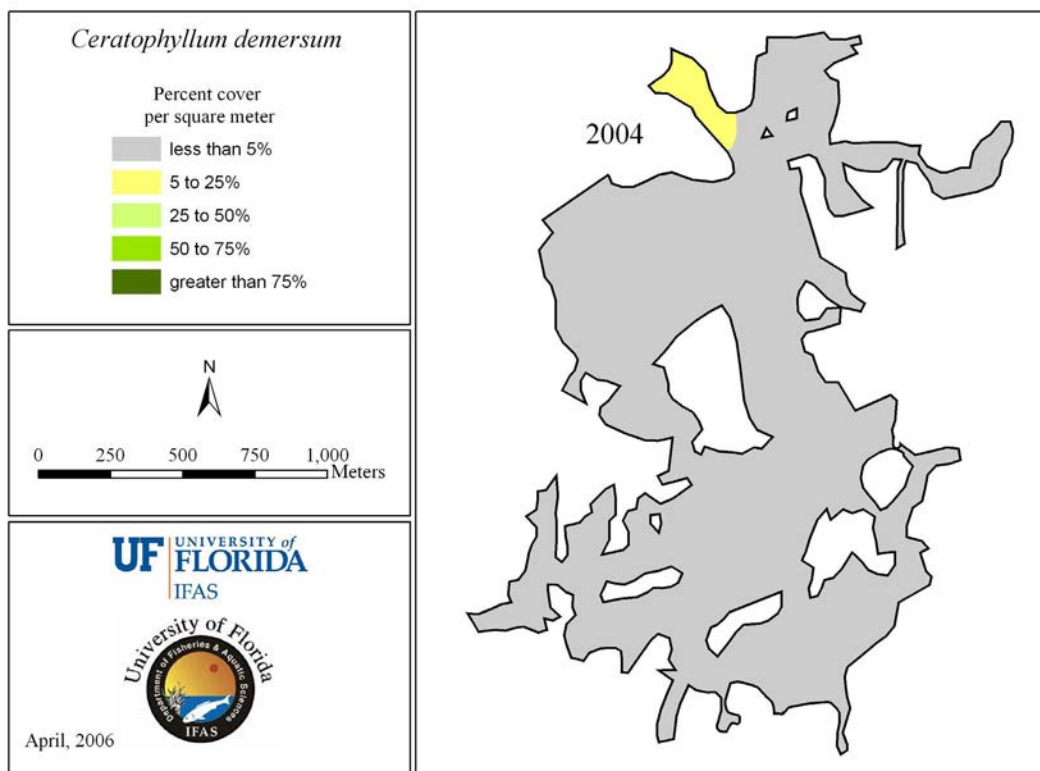 Ceratophyllum demersum
Percent cover
per square meter
less than 5%
5 to 25%
25 to 50%
50 to 75%
greater than 75%
N
0 250 500 750 1,000
Meters
UF UNIVERSITY of
FLORIDA
IFAS
University of Florida
Department of Fisheries & Aquatic Sciences
IFAS
April, 2006
2004